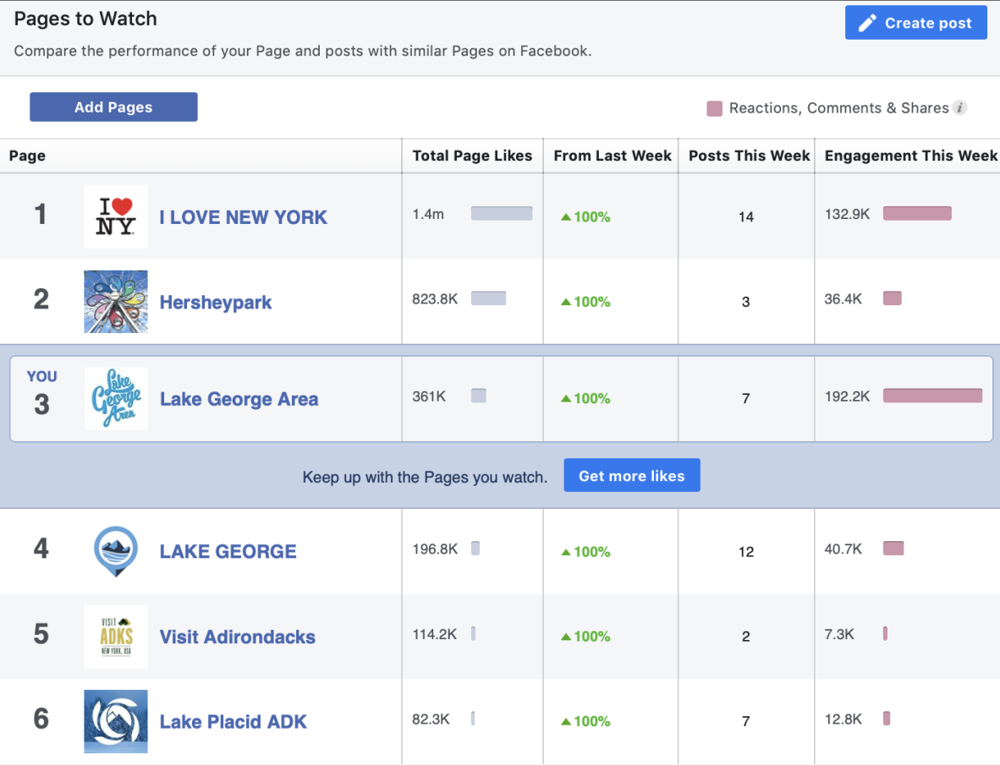 Pages to Watch
Create post
Compare the performance of your Page and posts with similar Pages on Facebook.
Add Pages
Reactions, Comments & Shares i
Page Total Page Likes From Last Week Posts This Week Engagement This Week
1 I NY I LOVE NEW YORK 1.4m 100% 14 132.9K
2 Hersheypark 823.8K 100% 3 36.4K
YOU
3 Lake George Area Lake George Area 361K 100% 7 192.2K
Keep up with the Pages you watch. Get more likes
4 LAKE GEORGE 196.8K 100% 12 40.7K
5 VISIT ADKS NEW YORK, USA Visit Adirondacks 114.2K 100% 2 7.3K
6 Lake Placid ADK 82.3K 100% 7 12.8K